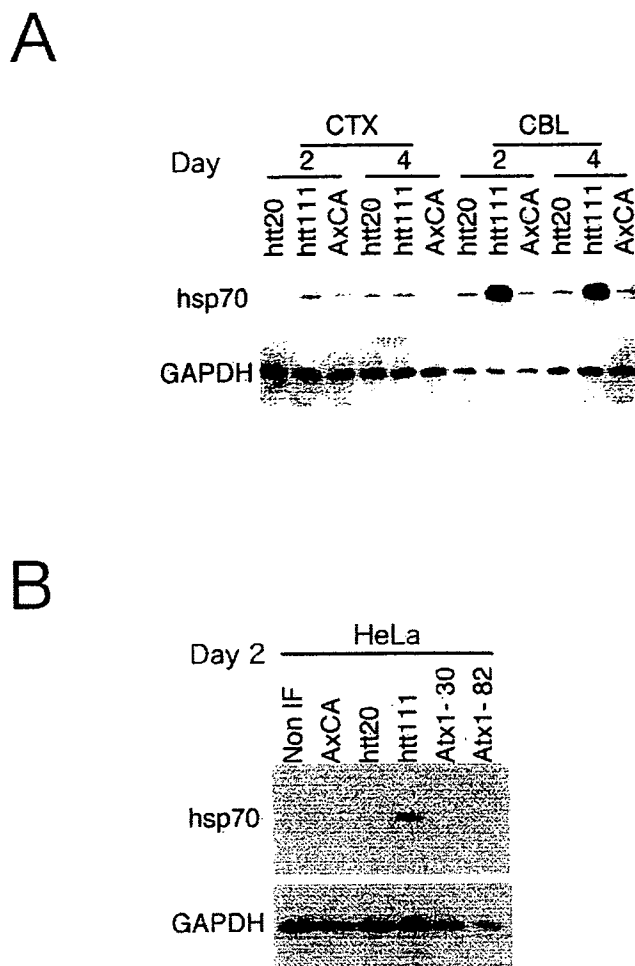 A
CTX CBL
Day 2 4 2 4
htt20 htt111 AxCA htt20 htt111 AxCA htt20 htt111 AxCA htt20 htt111 AxCA
hsp70
GAPDH
B
HeLa
Day 2
Non IF AxCA htt20 htt111 Atx1-30 Atx1-82
hsp70
GAPDH